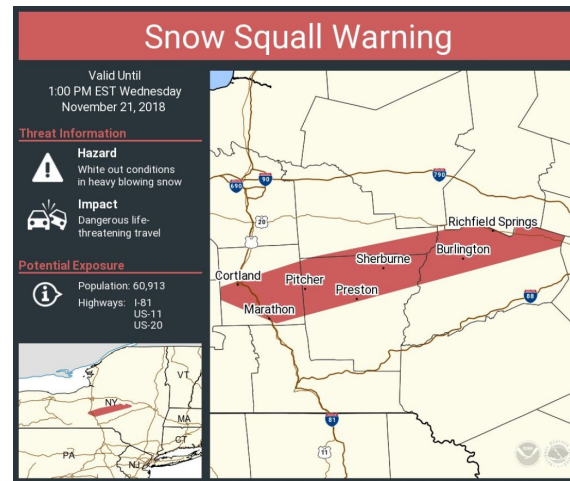 Snow Squall Warning
Valid Until
1:00 PM EST Wednesday
November 21, 2018
Threat Information
Hazard
White out conditions
in heavy blowing snow
Impact
Dangerous life-
threatening travel
Potential Exposure
Population: 60,913
Highways: I-81
US-11
US-20
690
90
790
20
Richfield Springs
Burlington
Sherburne
Cortland
Pitcher
Preston
Marathon
88
81
11
NY
VT
MA
CT
PA
NJ